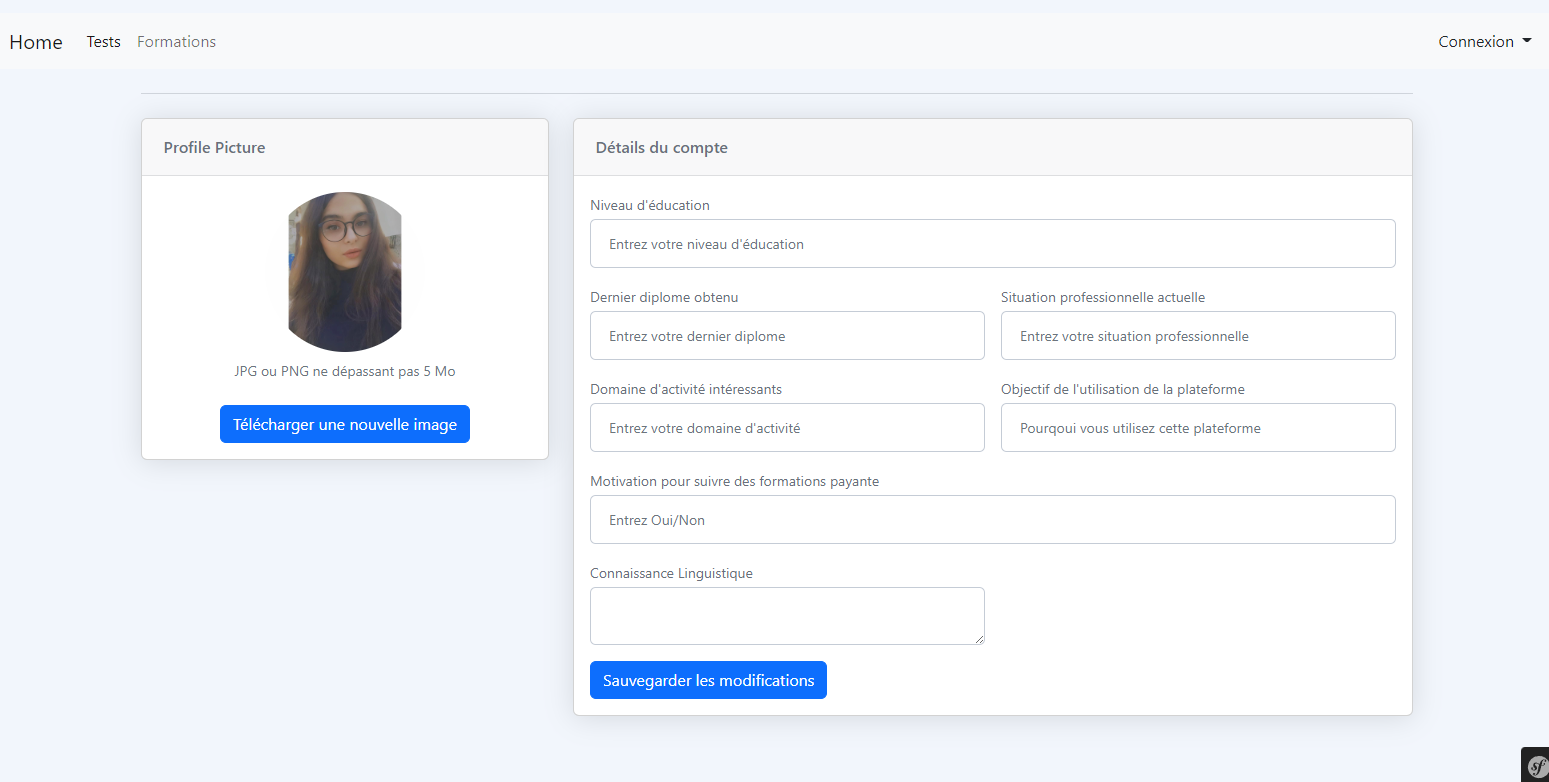 Home Tests Formations Connexion
Profile Picture
JPG ou PNG ne dépassant pas 5 Mo
Télécharger une nouvelle image
Détails du compte
Niveau d'éducation
Entrez votre niveau d'éducation
Dernier diplome obtenu
Entrez votre dernier diplome
Situation professionnelle actuelle
Entrez votre situation professionnelle
Domaine d'activité intéressants
Entrez votre domaine d'activité
Objectif de l'utilisation de la plateforme
Pourqoui vous utilisez cette plateforme
Motivation pour suivre des formations payante
Entrez Oui/Non
Connaissance Linguistique
Sauvegarder les modifications
sf